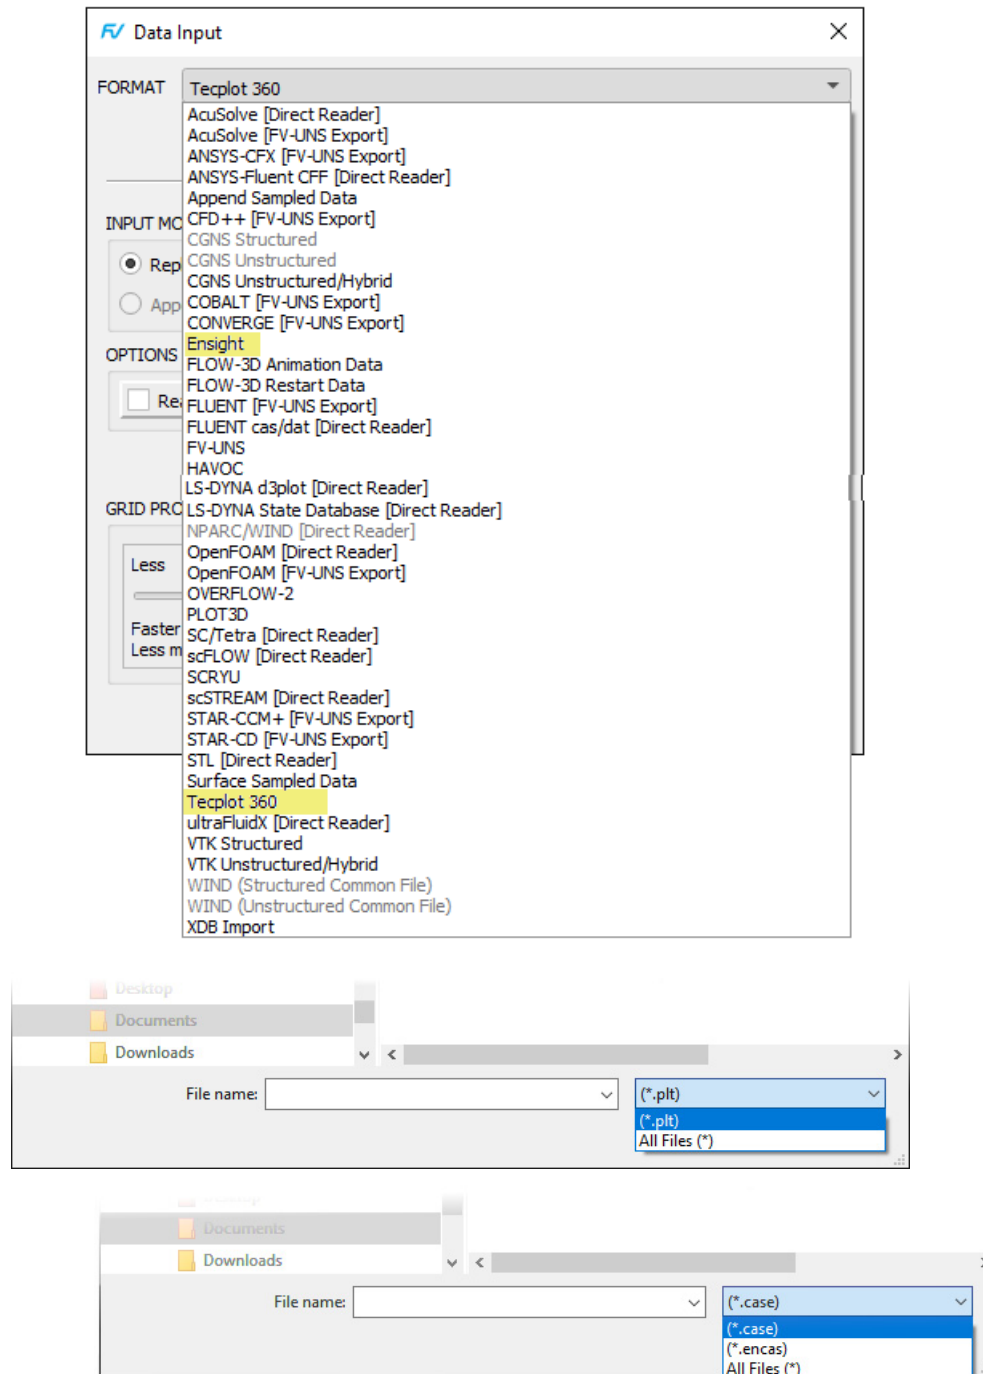 FV Data Input
FORMAT Tecplot 360
AcuSolve [Direct Reader]
AcuSolve [FV-UNS Export]
ANSYS-CFX [FV-UNS Export]
ANSYS-Fluent CFF [Direct Reader]
Append Sampled Data
INPUT MO CFD++ [FV-UNS Export]
CGNS Structured
Rep CGNS Unstructured
CGNS Unstructured/Hybrid
App COBALT [FV-UNS Export]
CONVERGE [FV-UNS Export]
Ensight
OPTIONS FLOW-3D Animation Data
FLOW-3D Restart Data
Rea FLUENT [FV-UNS Export]
FLUENT cas/dat [Direct Reader]
FV-UNS
HAVOC
LS-DYNA d3plot [Direct Reader]
GRID PRO LS-DYNA State Database [Direct Reader]
NPARC/WIND [Direct Reader]
Less OpenFOAM [Direct Reader]
OpenFOAM [FV-UNS Export]
OVERFLOW-2
PLOT3D
Faster SC/Tetra [Direct Reader]
Less m scFLOW [Direct Reader]
SCRYU
scSTREAM [Direct Reader]
STAR-CCM+ [FV-UNS Export]
STAR-CD [FV-UNS Export]
STL [Direct Reader]
Surface Sampled Data
Tecplot 360
ultraFluidX [Direct Reader]
VTK Structured
VTK Unstructured/Hybrid
WIND (Structured Common File)
WIND (Unstructured Common File)
XDB Import
Desktop
Documents
Downloads
File name: (*.plt)
(*.plt)
All Files (*)
Documents
Downloads
File name: (*.case)
(*.case)
(*.encas)
All Files (*)